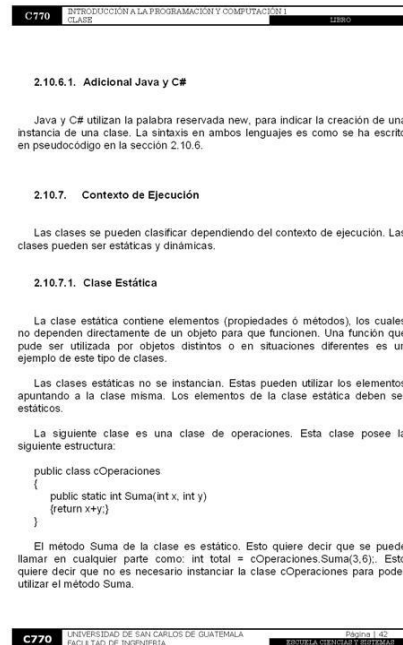 C770
INTRODUCCIÓN A LA PROGRAMACIÓN Y COMPUTACIÓN 1
CLASE
LIBRO
2.10.6.1. Adicional Java y C#
Java y C# utilizan la palabra reservada new, para indicar la creación de una
instancia de una clase. La sintaxis en ambos lenguajes es como se ha escrito
en pseudocódigo en la sección 2.10.6.
2.10.7. Contexto de Ejecución
Las clases se pueden clasificar dependiendo del contexto de ejecución. Las
clases pueden ser estáticas y dinámicas.
2.10.7.1. Clase Estática
La clase estática contiene elementos (propiedades ó métodos), los cuales
no dependen directamente de un objeto para que funcionen. Una función que
pude ser utilizada por objetos distintos o en situaciones diferentes es un
ejemplo de este tipo de clases.
Las clases estáticas no se instancian. Estas pueden utilizar los elementos
apuntando a la clase misma. Los elementos de la clase estática deben ser
estáticos.
La siguiente clase es una clase de operaciones. Esta clase posee la
siguiente estructura:
public class cOperaciones
{
public static int Suma(int x, int y)
{return x+y;}
}
El método Suma de la clase es estático. Esto quiere decir que se puede
llamar en cualquier parte como: int total = cOperaciones.Suma(3,6);. Esto
quiere decir que no es necesario instanciar la clase cOperaciones para poder
utilizar el método Suma.
C770
UNIVERSIDAD DE SAN CARLOS DE GUATEMALA
FACULTAD DE INGENIERÍA
Página | 42
ESCUELA CIENCIAS Y SISTEMAS